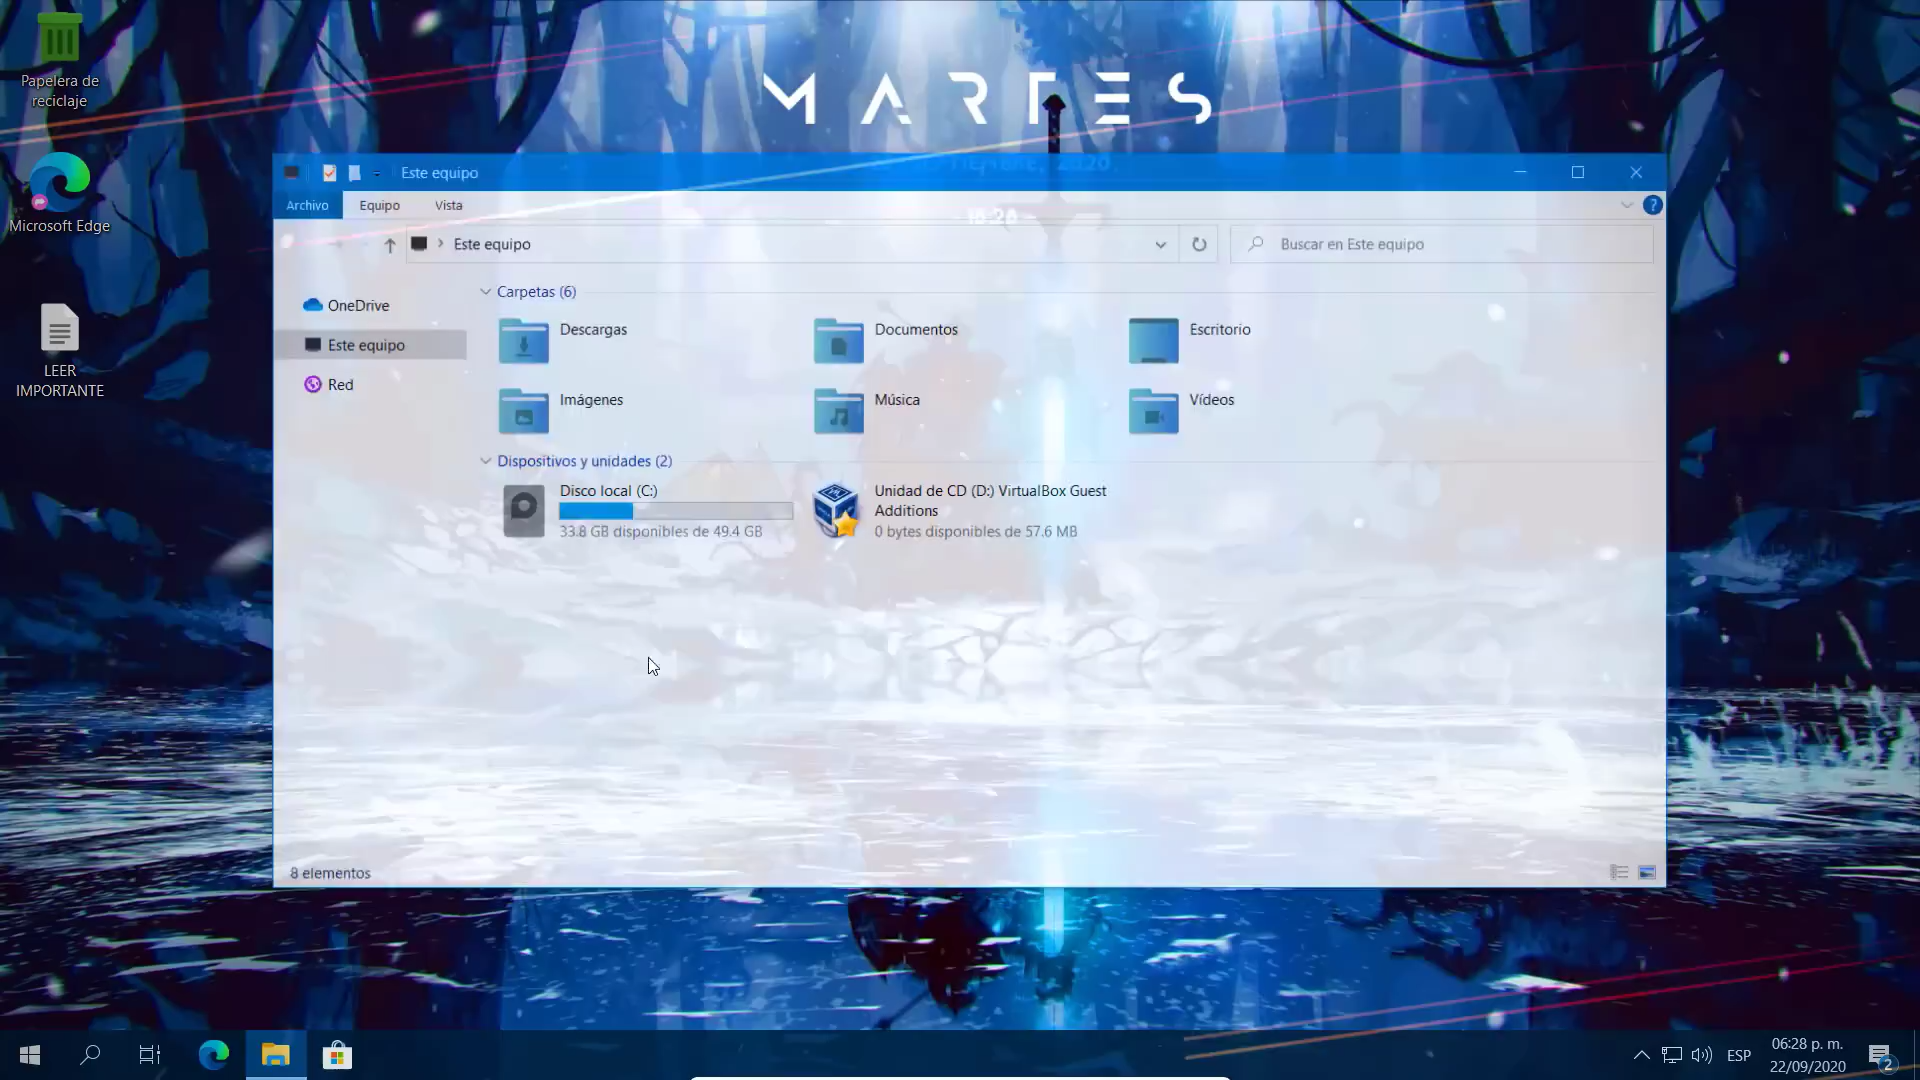 Papelera de
reciclaje
Microsoft Edge
LEER
IMPORTANTE
MARTES
Este equipo
Archivo
Equipo
Vista
?
18:28
Este equipo
Buscar en Este equipo
OneDrive
Este equipo
Red
Carpetas (6)
Descargas
Documentos
Escritorio
Imágenes
Música
Vídeos
Dispositivos y unidades (2)
Disco local (C:)
33.8 GB disponibles de 49.4 GB
Unidad de CD (D:) VirtualBox Guest
Additions
0 bytes disponibles de 57.6 MB
8 elementos
ESP
06:28 p. m.
22/09/2020
2